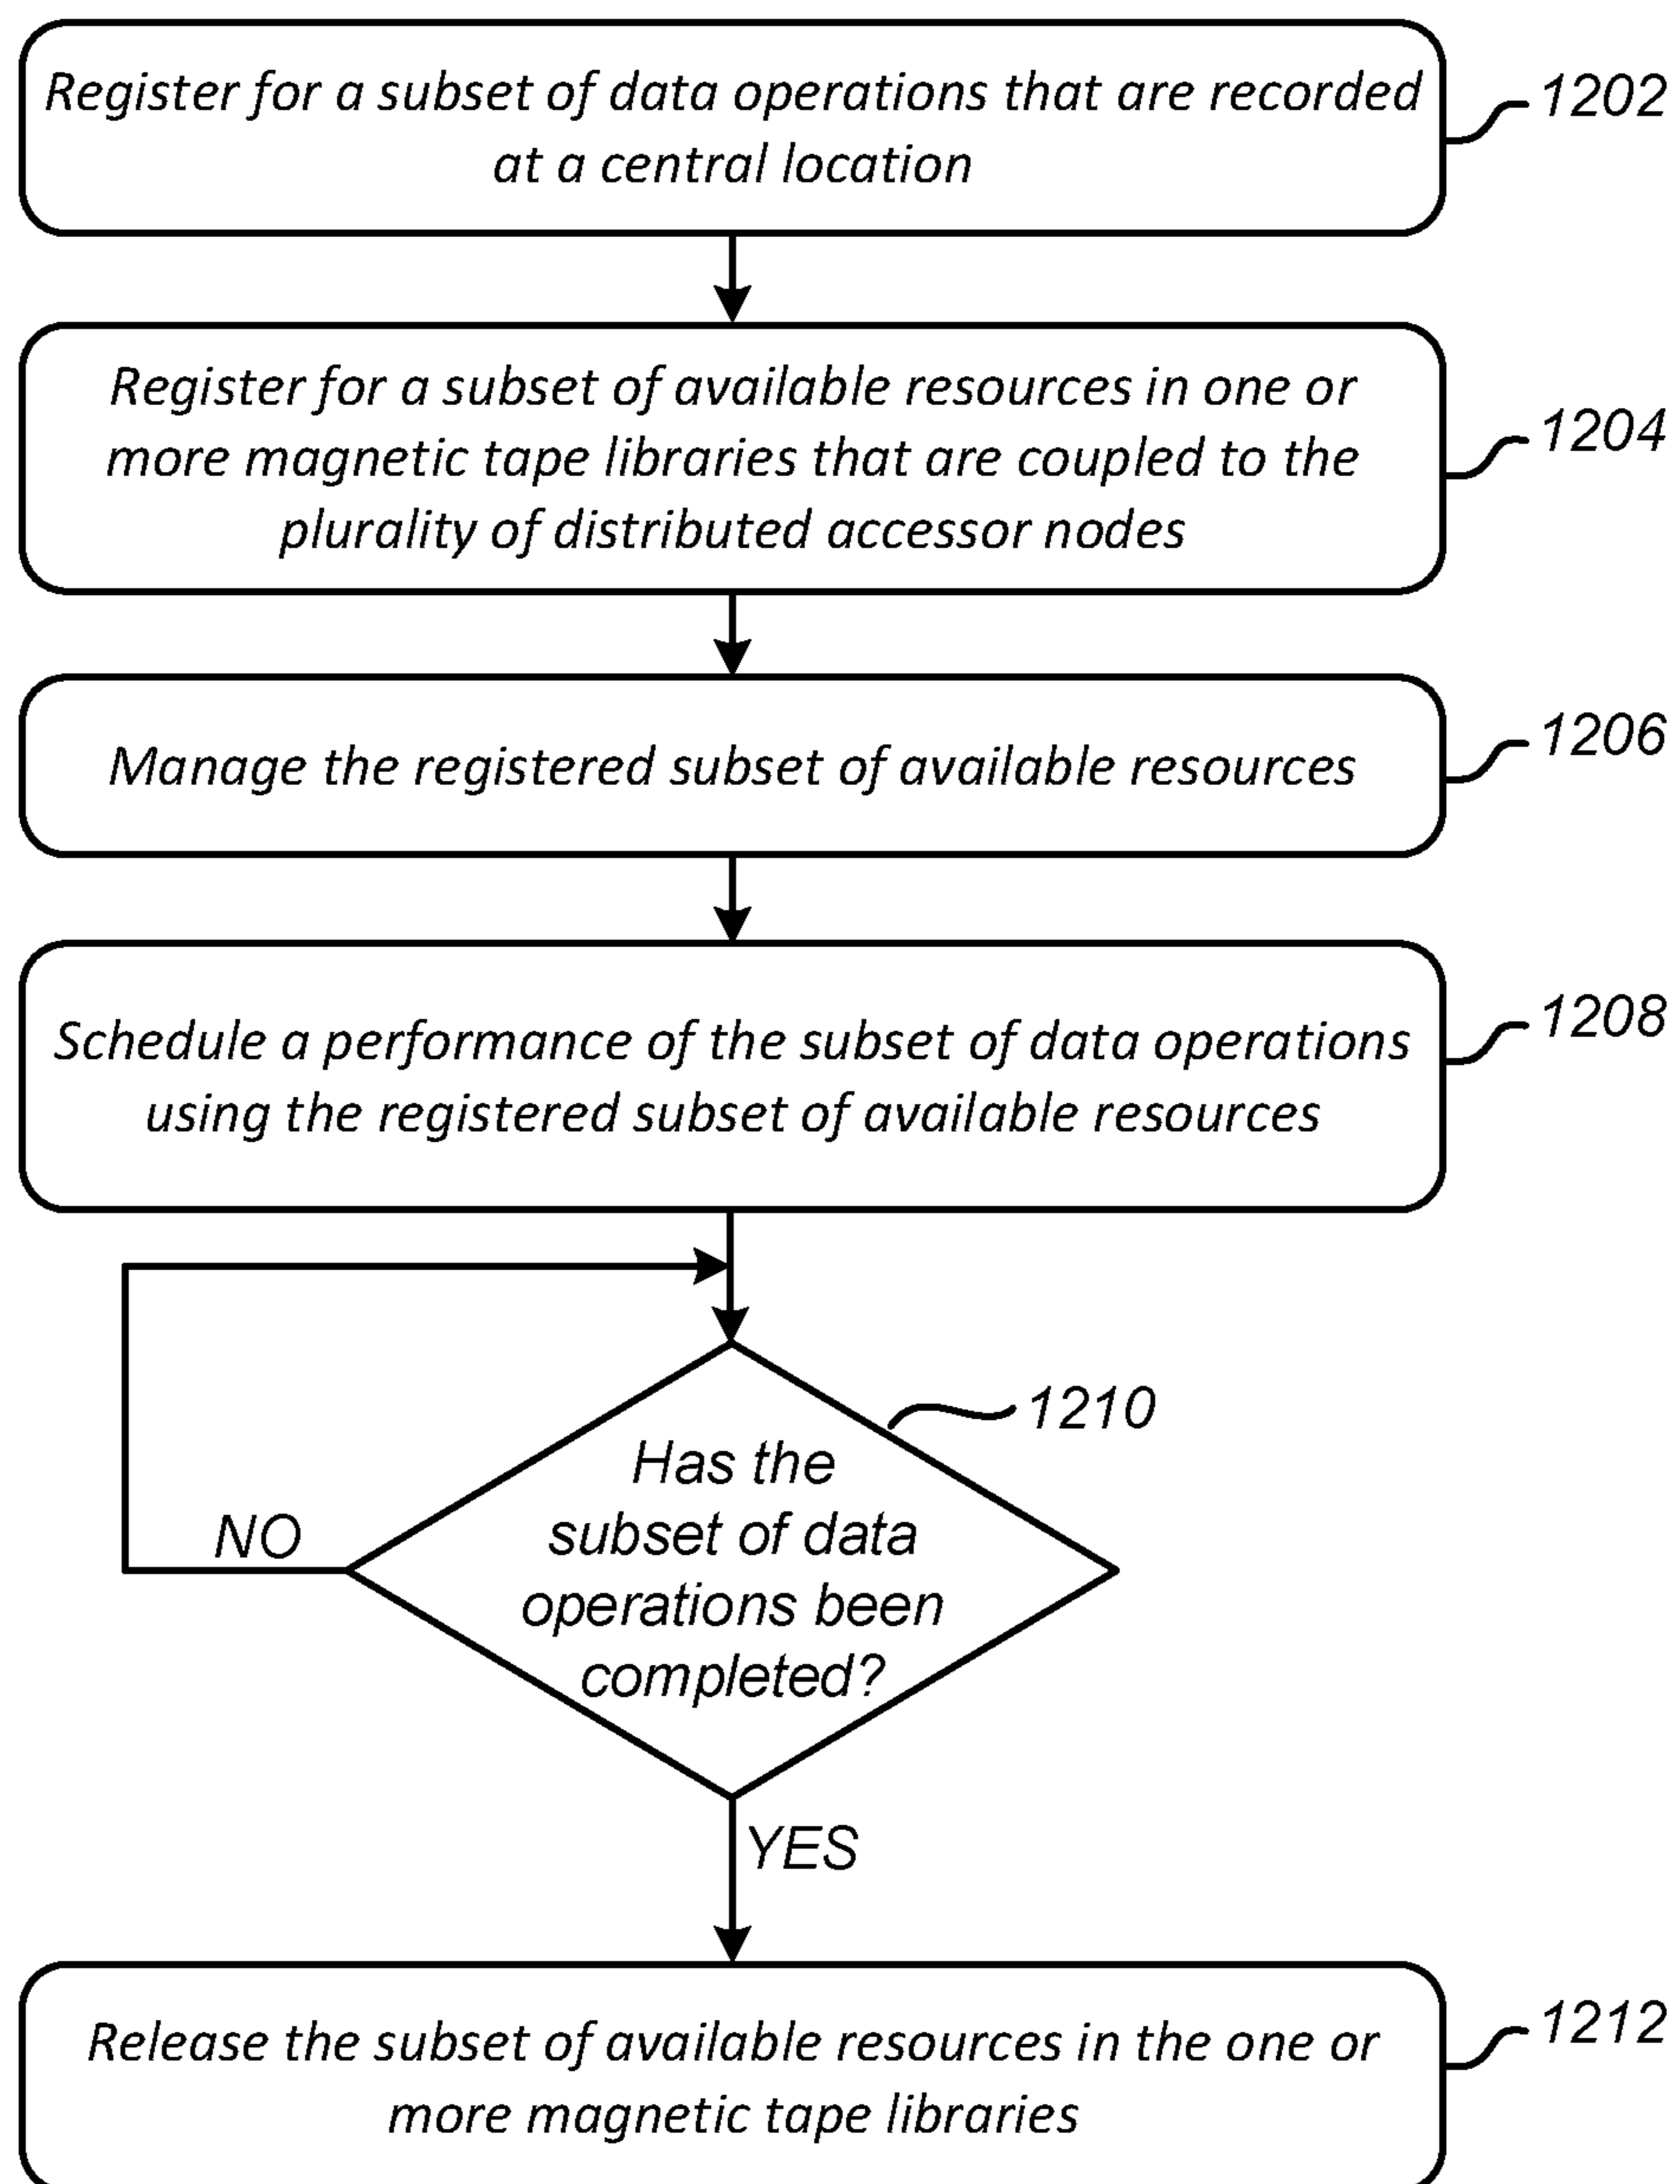 Register for a subset of data operations that are recorded
at a central location
1202
Register for a subset of available resources in one or
more magnetic tape libraries that are coupled to the
plurality of distributed accessor nodes
1204
Manage the registered subset of available resources
1206
Schedule a performance of the subset of data operations
using the registered subset of available resources
1208
1210
Has the
subset of data
operations been
completed?
NO
YES
Release the subset of available resources in the one or
more magnetic tape libraries
1212